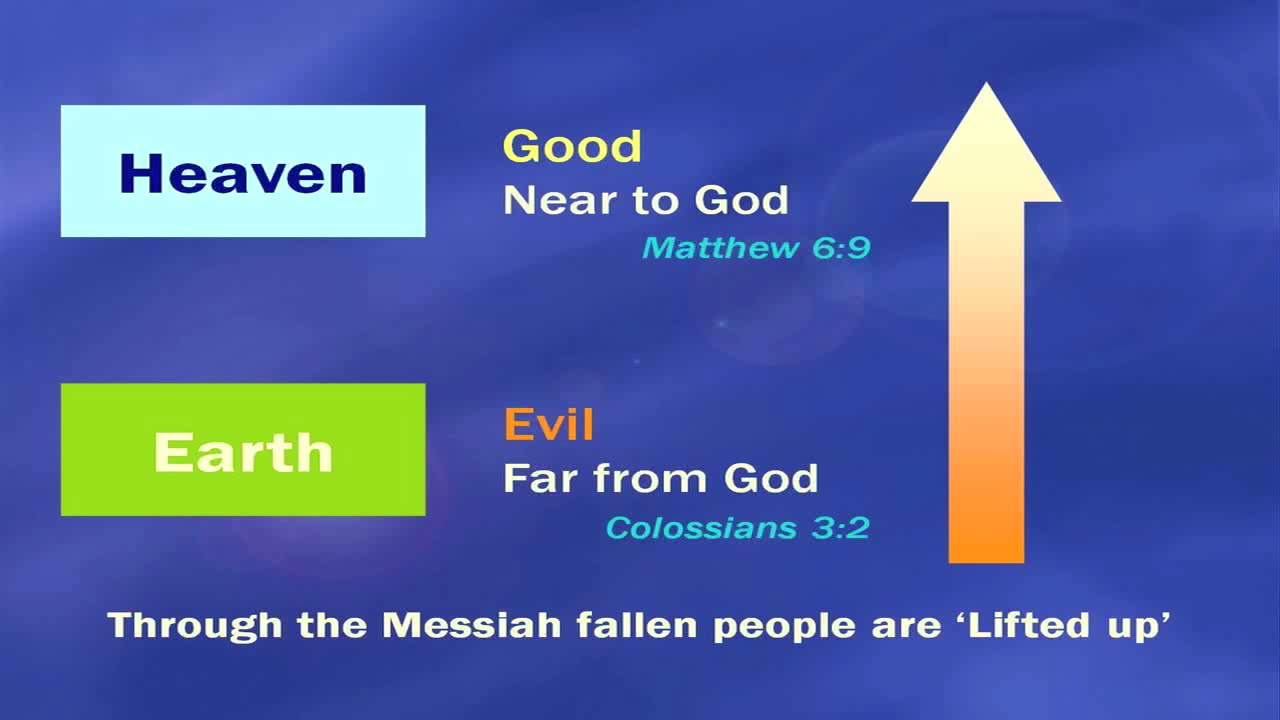 Heaven
Good
Near to God
Matthew 6:9
Earth
Evil
Far from God
Colossians 3:2
Through the Messiah fallen people are ‘Lifted up’